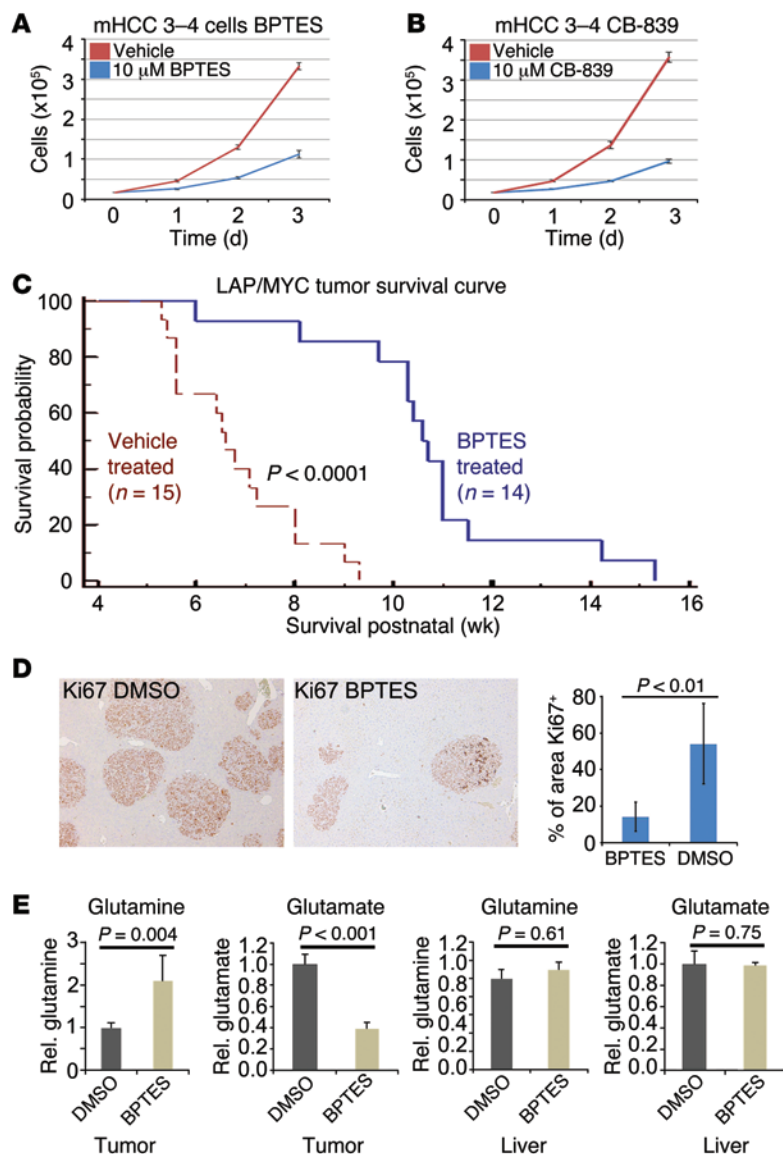 A
mHCC 3–4 cells BPTES
Vehicle
10 μM BPTES
Cells (x10⁵)
4
3
2
1
0
0 1 2 3
Time (d)
B
mHCC 3–4 CB-839
Vehicle
10 μM CB-839
Cells (x10⁵)
4
3
2
1
0
0 1 2 3
Time (d)
C
LAP/MYC tumor survival curve
Survival probability
100
80
60
40
20
0
Vehicle
treated
(n = 15)
P < 0.0001
BPTES
treated
(n = 14)
4 6 8 10 12 14 16
Survival postnatal (wk)
D
Ki67 DMSO
Ki67 BPTES
% of area Ki67⁺
P < 0.01
80
60
40
20
0
BPTES DMSO
E
Glutamine
P = 0.004
Rel. glutamine
3
2
1
0
DMSO
BPTES
Tumor
Glutamate
P < 0.001
Rel. glutamate
1.2
1.0
0.8
0.6
0.4
0.2
0.0
DMSO
BPTES
Tumor
Glutamine
P = 0.61
Rel. glutamine
1.2
1.0
0.8
0.6
0.4
0.2
0.0
DMSO
BPTES
Liver
Glutamate
P = 0.75
Rel. glutamate
1.2
1.0
0.8
0.6
0.4
0.2
0.0
DMSO
BPTES
Liver